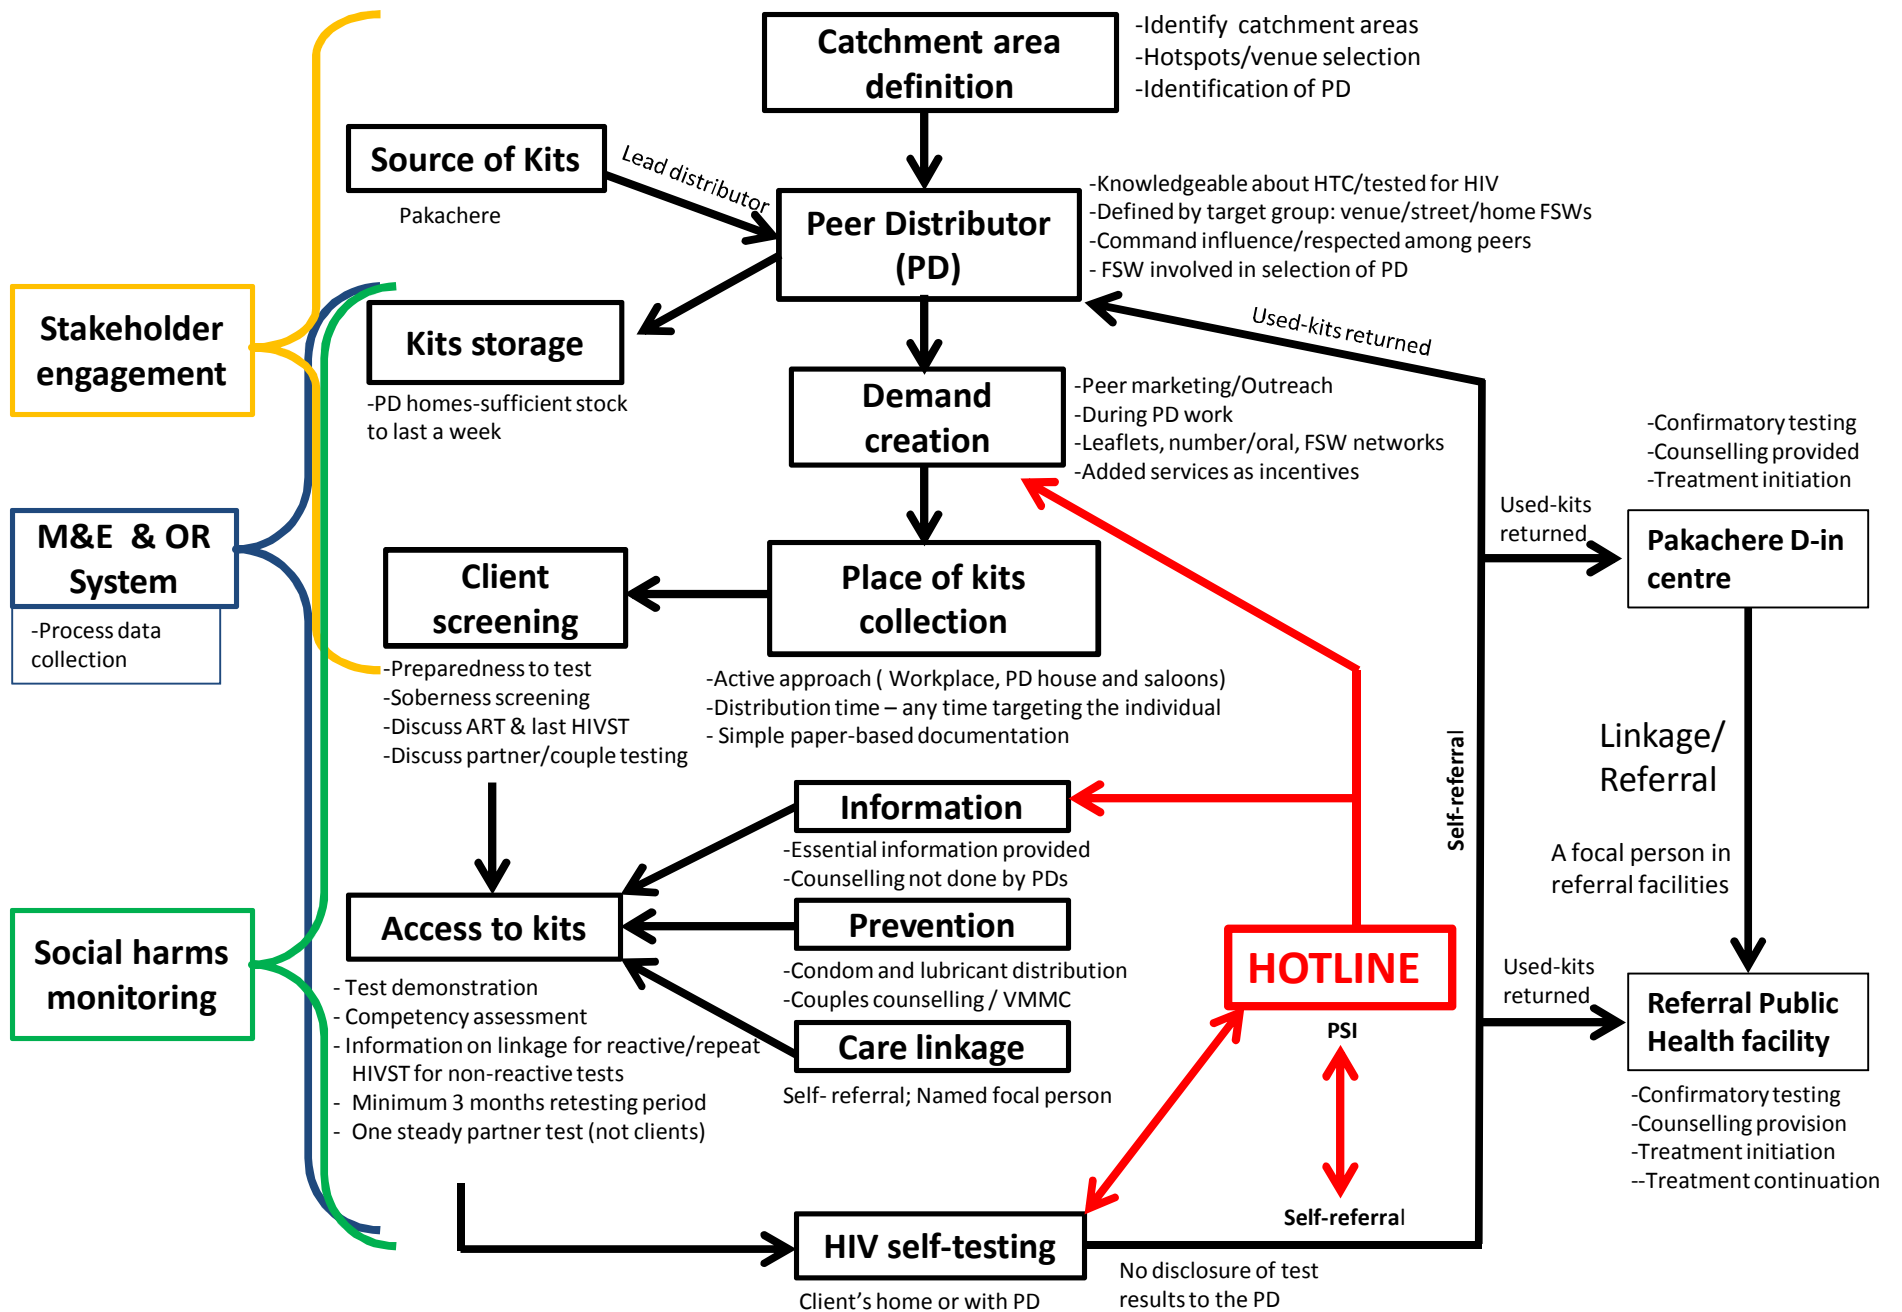 Catchment area
definition
-Identify catchment areas
-Hotspots/venue selection
-Identification of PD
Source of Kits
Pakachere
Lead distributor
Peer Distributor
(PD)
-Knowledgeable about HTC/tested for HIV
-Defined by target group: venue/street/home FSWs
-Command influence/respected among peers
- FSW involved in selection of PD
Stakeholder
engagement
Kits storage
-PD homes-sufficient stock
to last a week
Used-kits returned
Demand
creation
-Peer marketing/Outreach
-During PD work
-Leaflets, number/oral, FSW networks
-Added services as incentives
-Confirmatory testing
-Counselling provided
-Treatment initiation
Used-kits
returned
Pakachere D-in
centre
M&E & OR
System
-Process data
collection
Client
screening
-Preparedness to test
-Soberness screening
-Discuss ART & last HIVST
-Discuss partner/couple testing
Place of kits
collection
-Active approach ( Workplace, PD house and saloons)
-Distribution time – any time targeting the individual
- Simple paper-based documentation
Self-referral
Linkage/
Referral
A focal person in
referral facilities
Information
-Essential information provided
-Counselling not done by PDs
Access to kits
Prevention
-Condom and lubricant distribution
-Couples counselling / VMMC
Care linkage
Self- referral; Named focal person
Social harms
monitoring
- Test demonstration
- Competency assessment
- Information on linkage for reactive/repeat
HIVST for non-reactive tests
- Minimum 3 months retesting period
- One steady partner test (not clients)
HOTLINE
PSI
Self-referral
Used-kits
returned
Referral Public
Health facility
-Confirmatory testing
-Counselling provision
-Treatment initiation
--Treatment continuation
HIV self-testing
Client's home or with PD
No disclosure of test
results to the PD